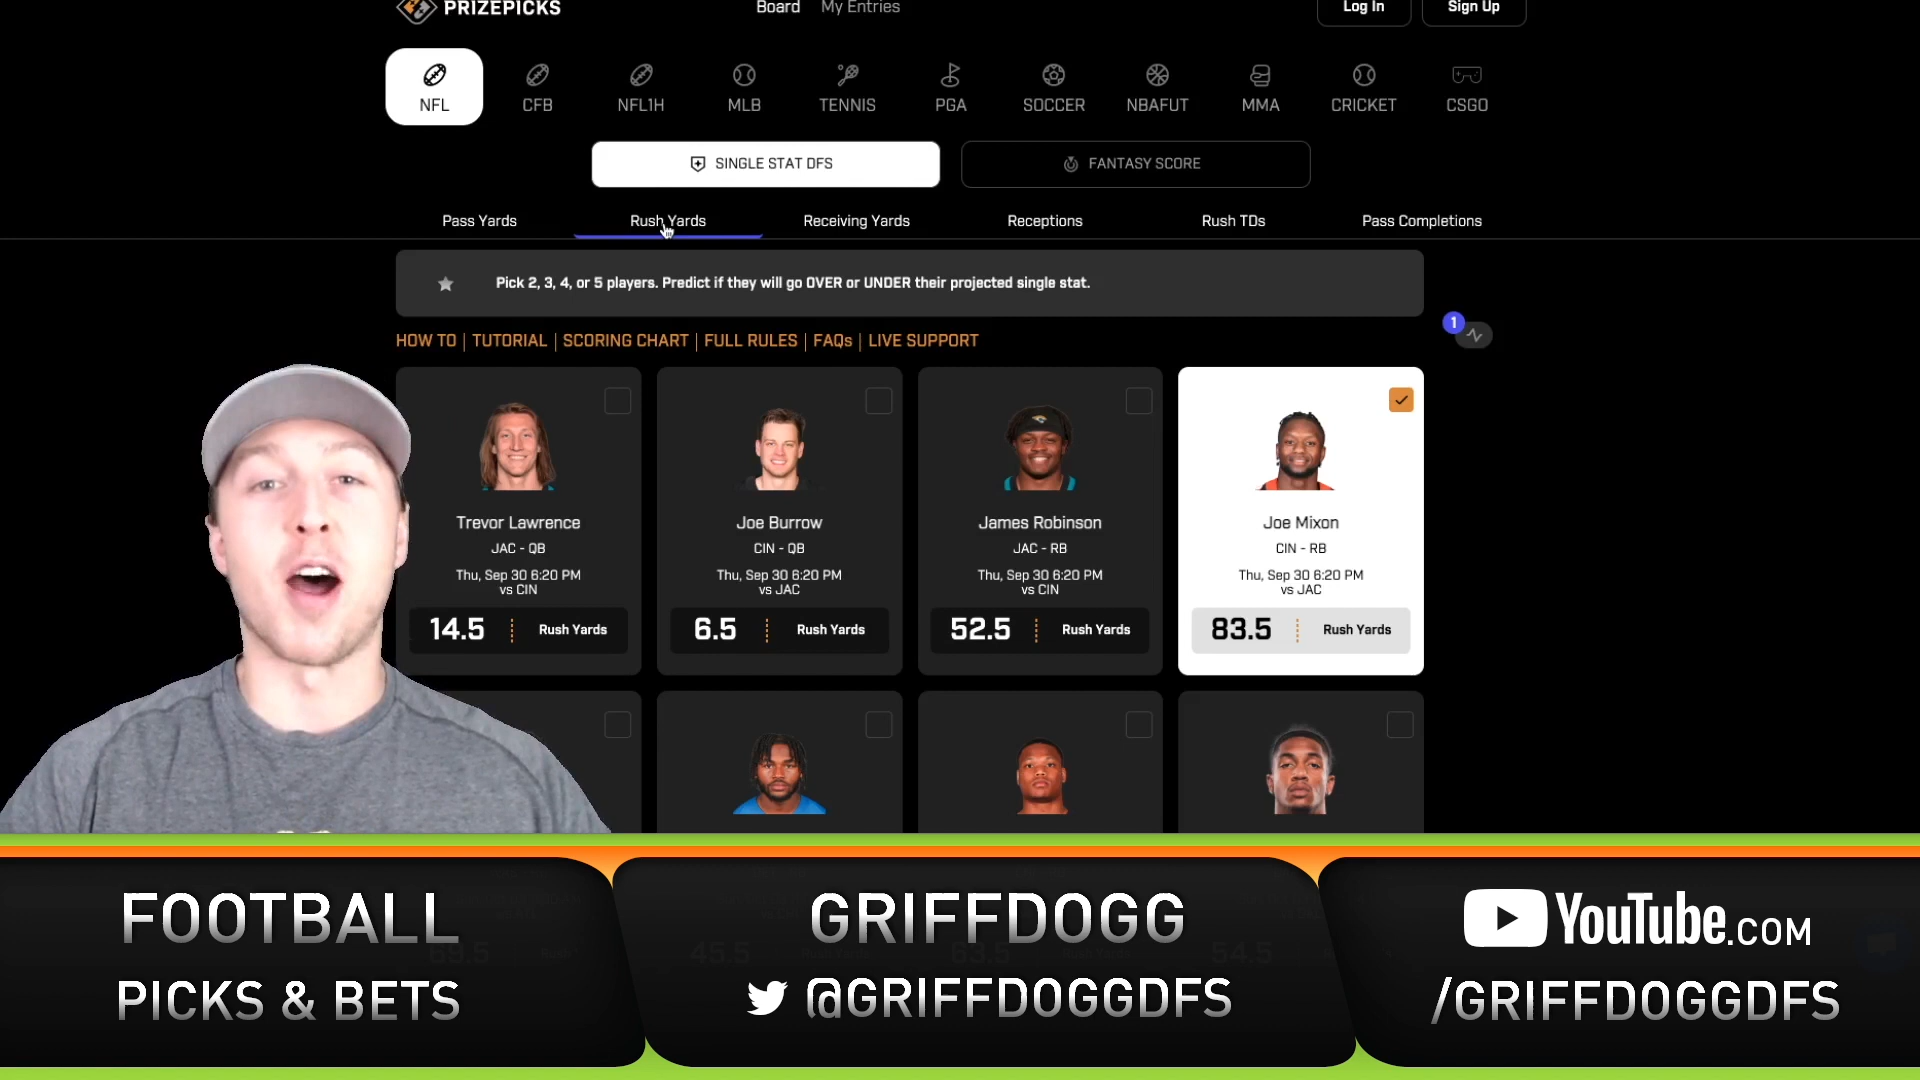 PRIZEPICKS
Board
My Entries
Log In
Sign Up
NFL
CFB
NFL1H
MLB
TENNIS
PGA
SOCCER
NBAFUT
MMA
CRICKET
CSGO
SINGLE STAT DFS
FANTASY SCORE
Pass Yards
Rush Yards
Receiving Yards
Receptions
Rush TDs
Pass Completions
Pick 2, 3, 4, or 5 players. Predict if they will go OVER or UNDER their projected single stat.
1
HOW TO | TUTORIAL | SCORING CHART | FULL RULES | FAQs | LIVE SUPPORT
Trevor Lawrence
JAC - QB
Thu, Sep 30 6:20 PM
vs CIN
14.5 Rush Yards
Joe Burrow
CIN - QB
Thu, Sep 30 6:20 PM
vs JAC
6.5 Rush Yards
James Robinson
JAC - RB
Thu, Sep 30 6:20 PM
vs CIN
52.5 Rush Yards
Joe Mixon
CIN - RB
Thu, Sep 30 6:20 PM
vs JAC
83.5 Rush Yards
FOOTBALL
PICKS & BETS
GRIFFDOGG
@GRIFFDOGGDFS
YouTube.COM
/GRIFFDOGGDFS